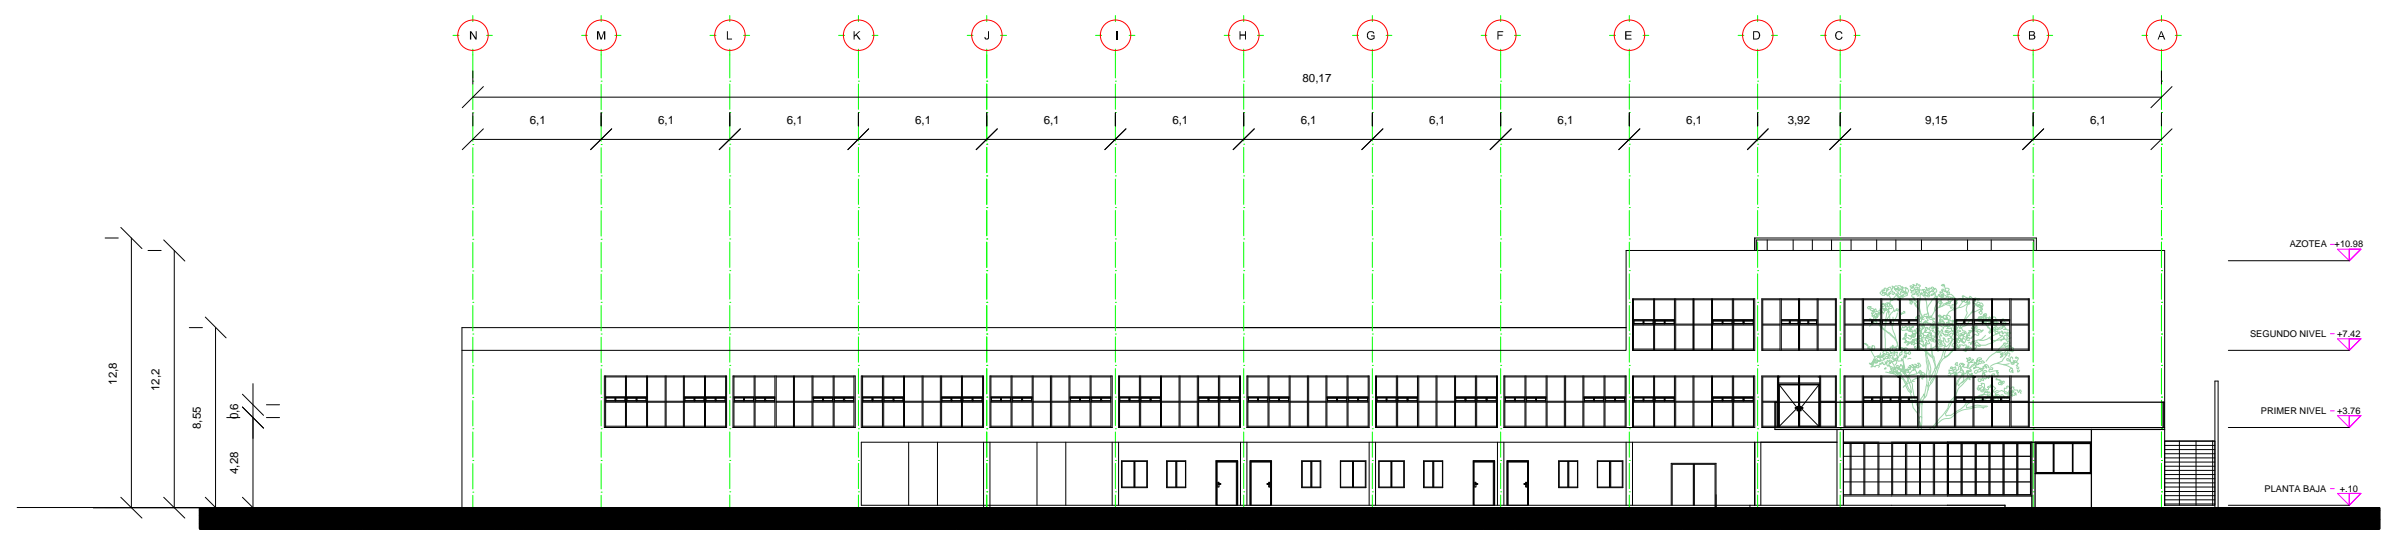 N M L K J I H G F E D C B A
80,17
6,1 6,1 6,1 6,1 6,1 6,1 6,1 6,1 6,1 6,1 3,92 9,15 6,1
AZOTEA +10.98
SEGUNDO NIVEL +7.42
PRIMER NIVEL +3.76
PLANTA BAJA +.10
12,8
12,2
8,55
0,6
4,28